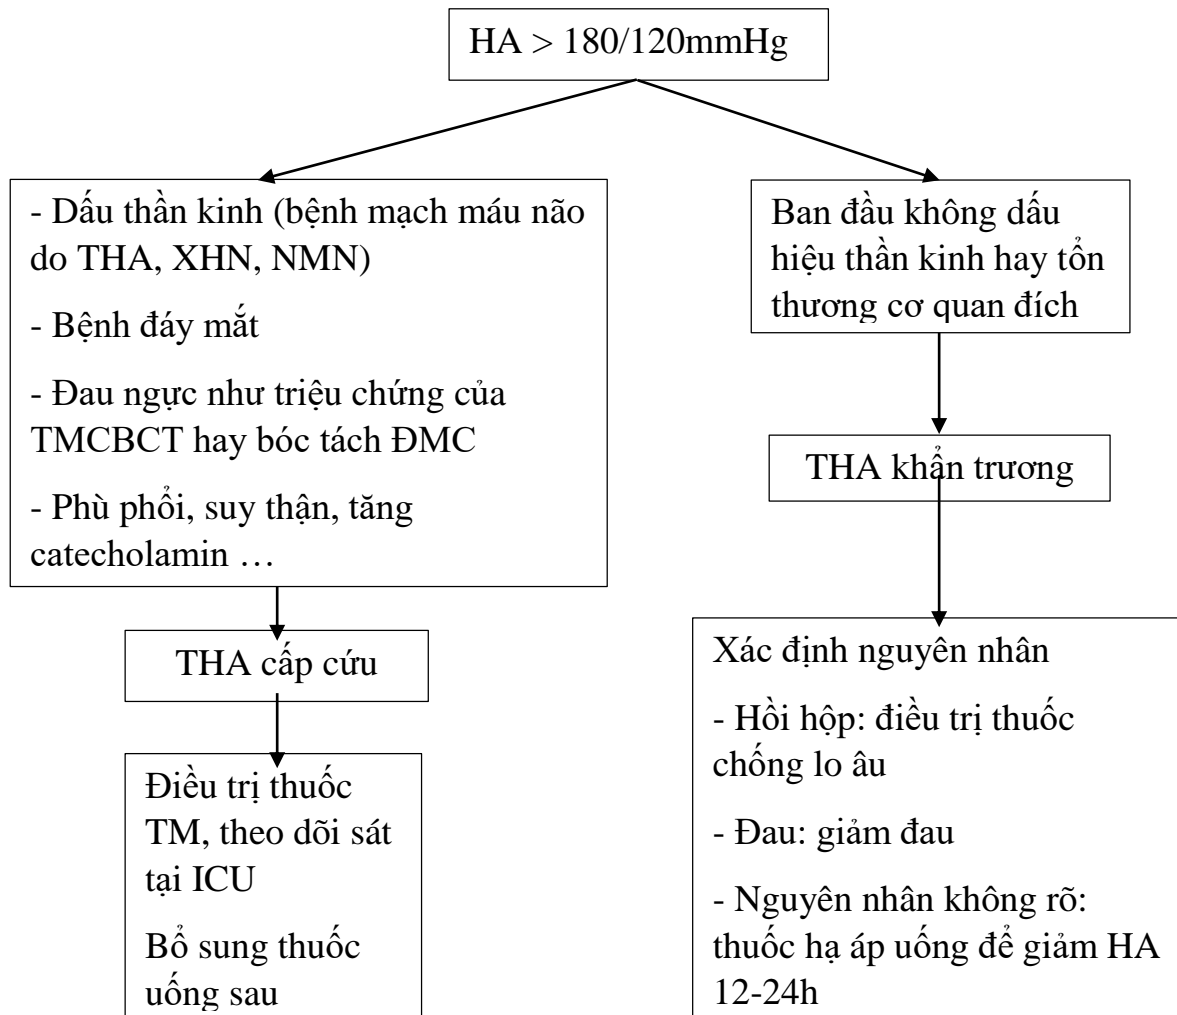 HA > 180/120mmHg
- Dấu thần kinh (bệnh mạch máu não
do THA, XHN, NMN)
- Bệnh đáy mắt
- Đau ngực như triệu chứng của
TMCBCT hay bóc tách ĐMC
- Phù phổi, suy thận, tăng
catecholamin …
THA cấp cứu
Điều trị thuốc
TM, theo dõi sát
tại ICU
Bổ sung thuốc
uống sau
Ban đầu không dấu
hiệu thần kinh hay tổn
thương cơ quan đích
THA khẩn trương
Xác định nguyên nhân
- Hồi hộp: điều trị thuốc
chống lo âu
- Đau: giảm đau
- Nguyên nhân không rõ:
thuốc hạ áp uống để giảm HA
12-24h